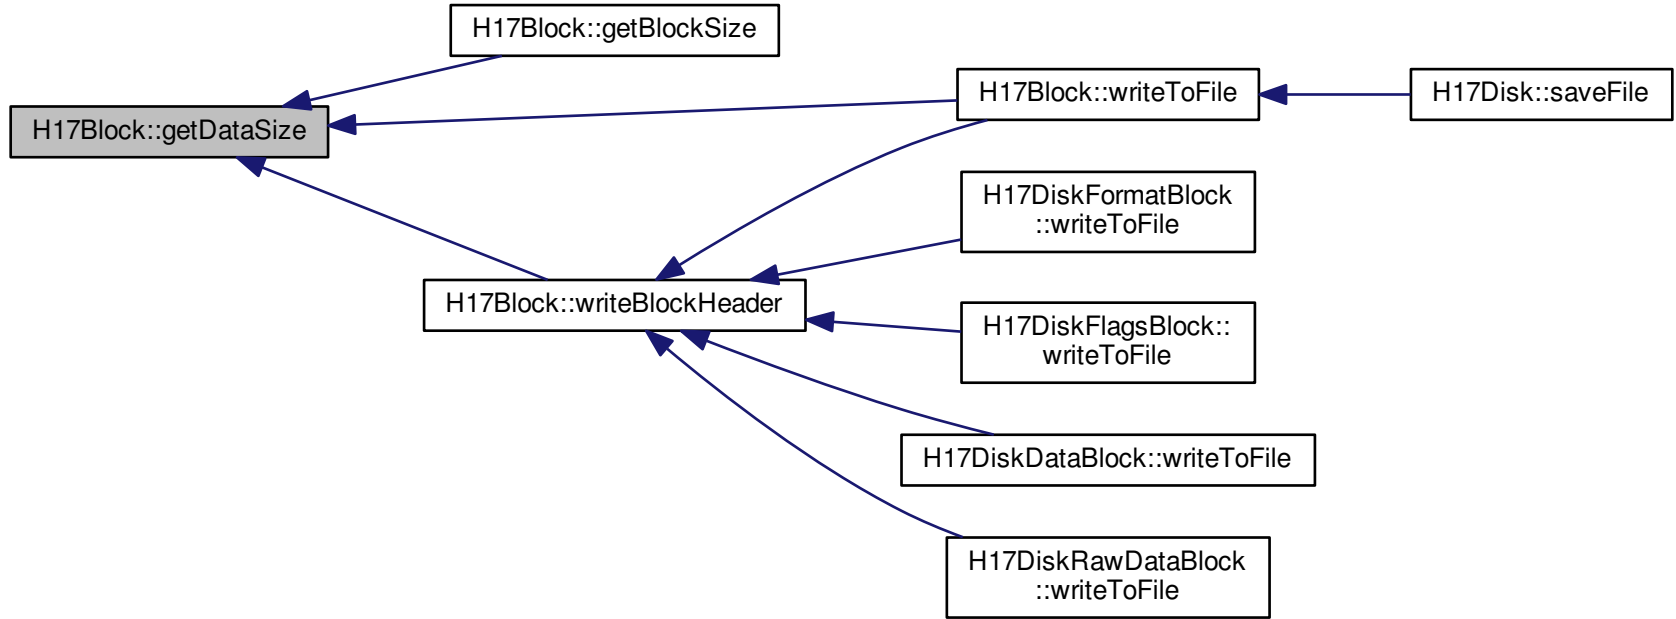 H17Block::getBlockSize
H17Block::writeToFile
H17Disk::saveFile
H17Block::getDataSize
H17DiskFormatBlock
::writeToFile
H17Block::writeBlockHeader
H17DiskFlagsBlock::
writeToFile
H17DiskDataBlock::writeToFile
H17DiskRawDataBlock
::writeToFile